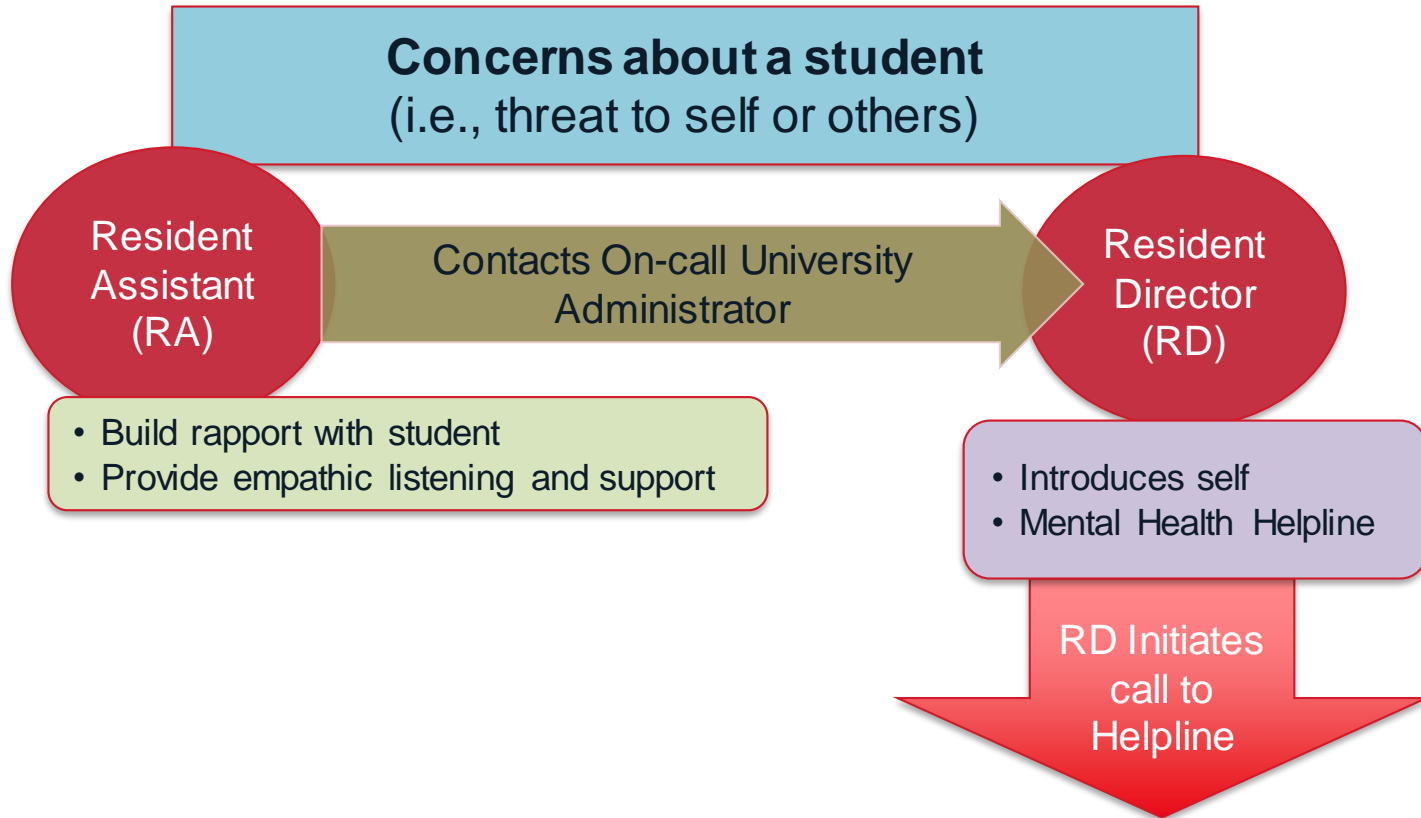 Concerns about a student
(i.e., threat to self or others)
Resident
Assistant
(RA)
Contacts On-call University
Administrator
Resident
Director
(RD)
• Build rapport with student
• Provide empathic listening and support
• Introduces self
• Mental Health Helpline
RD Initiates
call to
Helpline